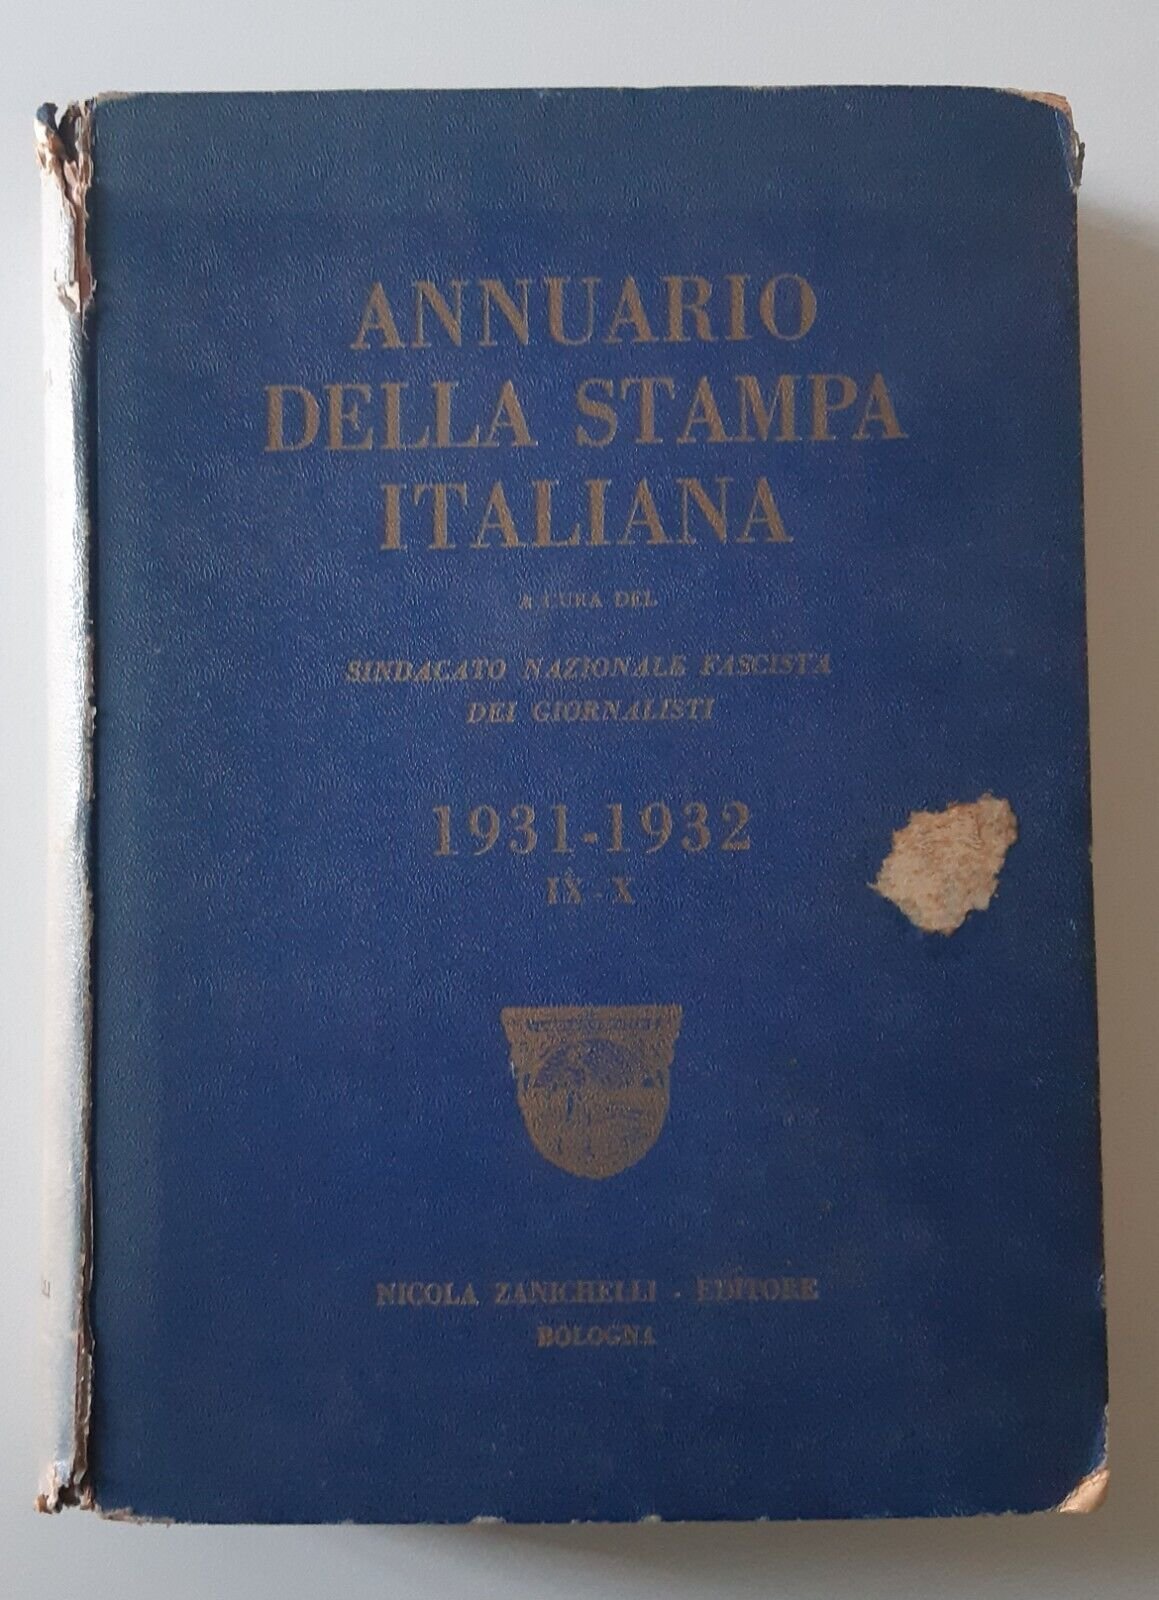 ANNUARIO
DELLA STAMPA
ITALIANA
A CURA DEL
SINDACATO NAZIONALE FASCISTA
DEI GIORNALISTI
1931-1932
IX - X
NICOLA ZANICHELLI - EDITORE
BOLOGNA